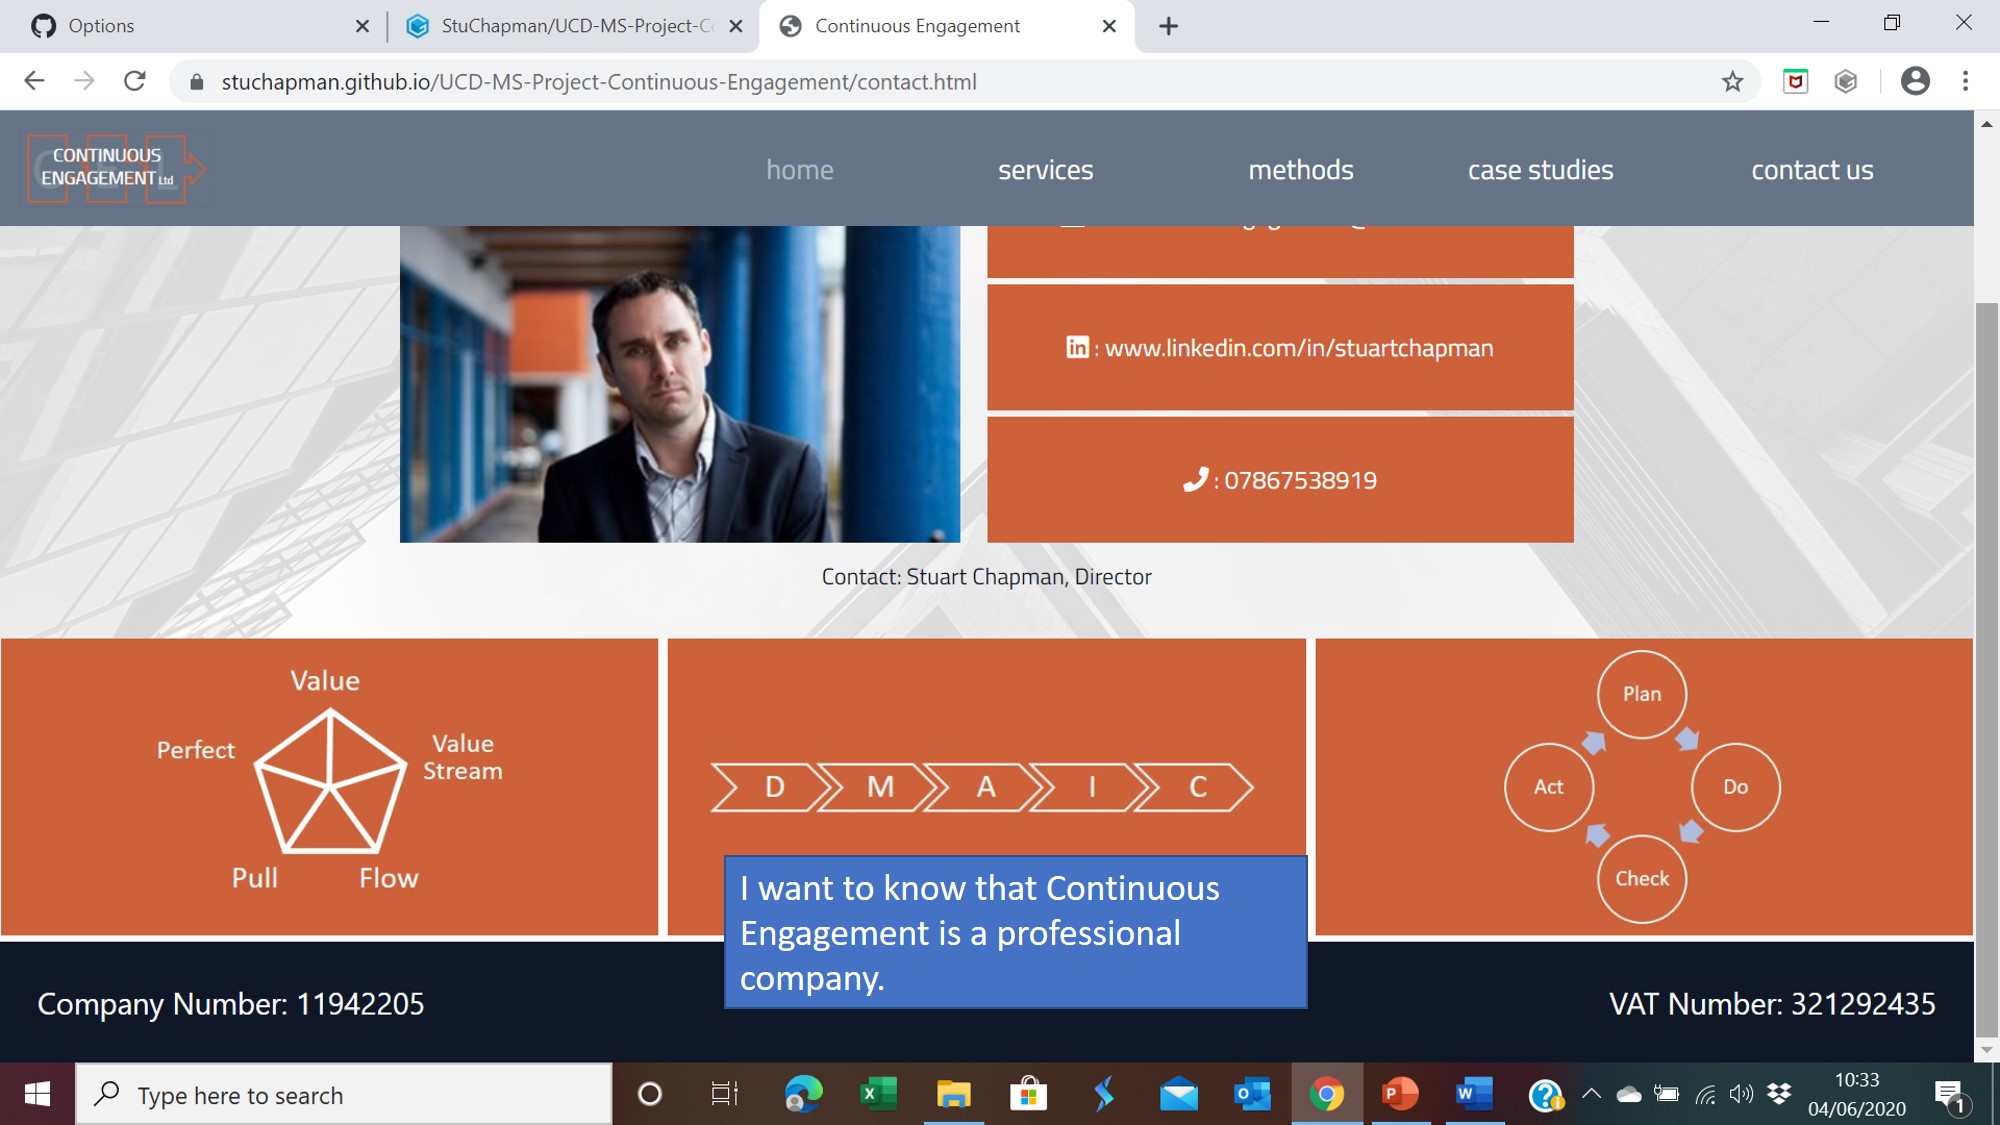 Options
StuChapman/UCD-MS-Project-C
Continuous Engagement
stuchapman.github.io/UCD-MS-Project-Continuous-Engagement/contact.html
CONTINUOUS
ENGAGEMENT Ltd
home
services
methods
case studies
contact us
: www.linkedin.com/in/stuartchapman
: 07867538919
Contact: Stuart Chapman, Director
Value
Perfect
Value
Stream
Pull
Flow
D M A I C
Plan
Act
Do
Check
I want to know that Continuous
Engagement is a professional
company.
Company Number: 11942205
VAT Number: 321292435
Type here to search
10:33
04/06/2020
1